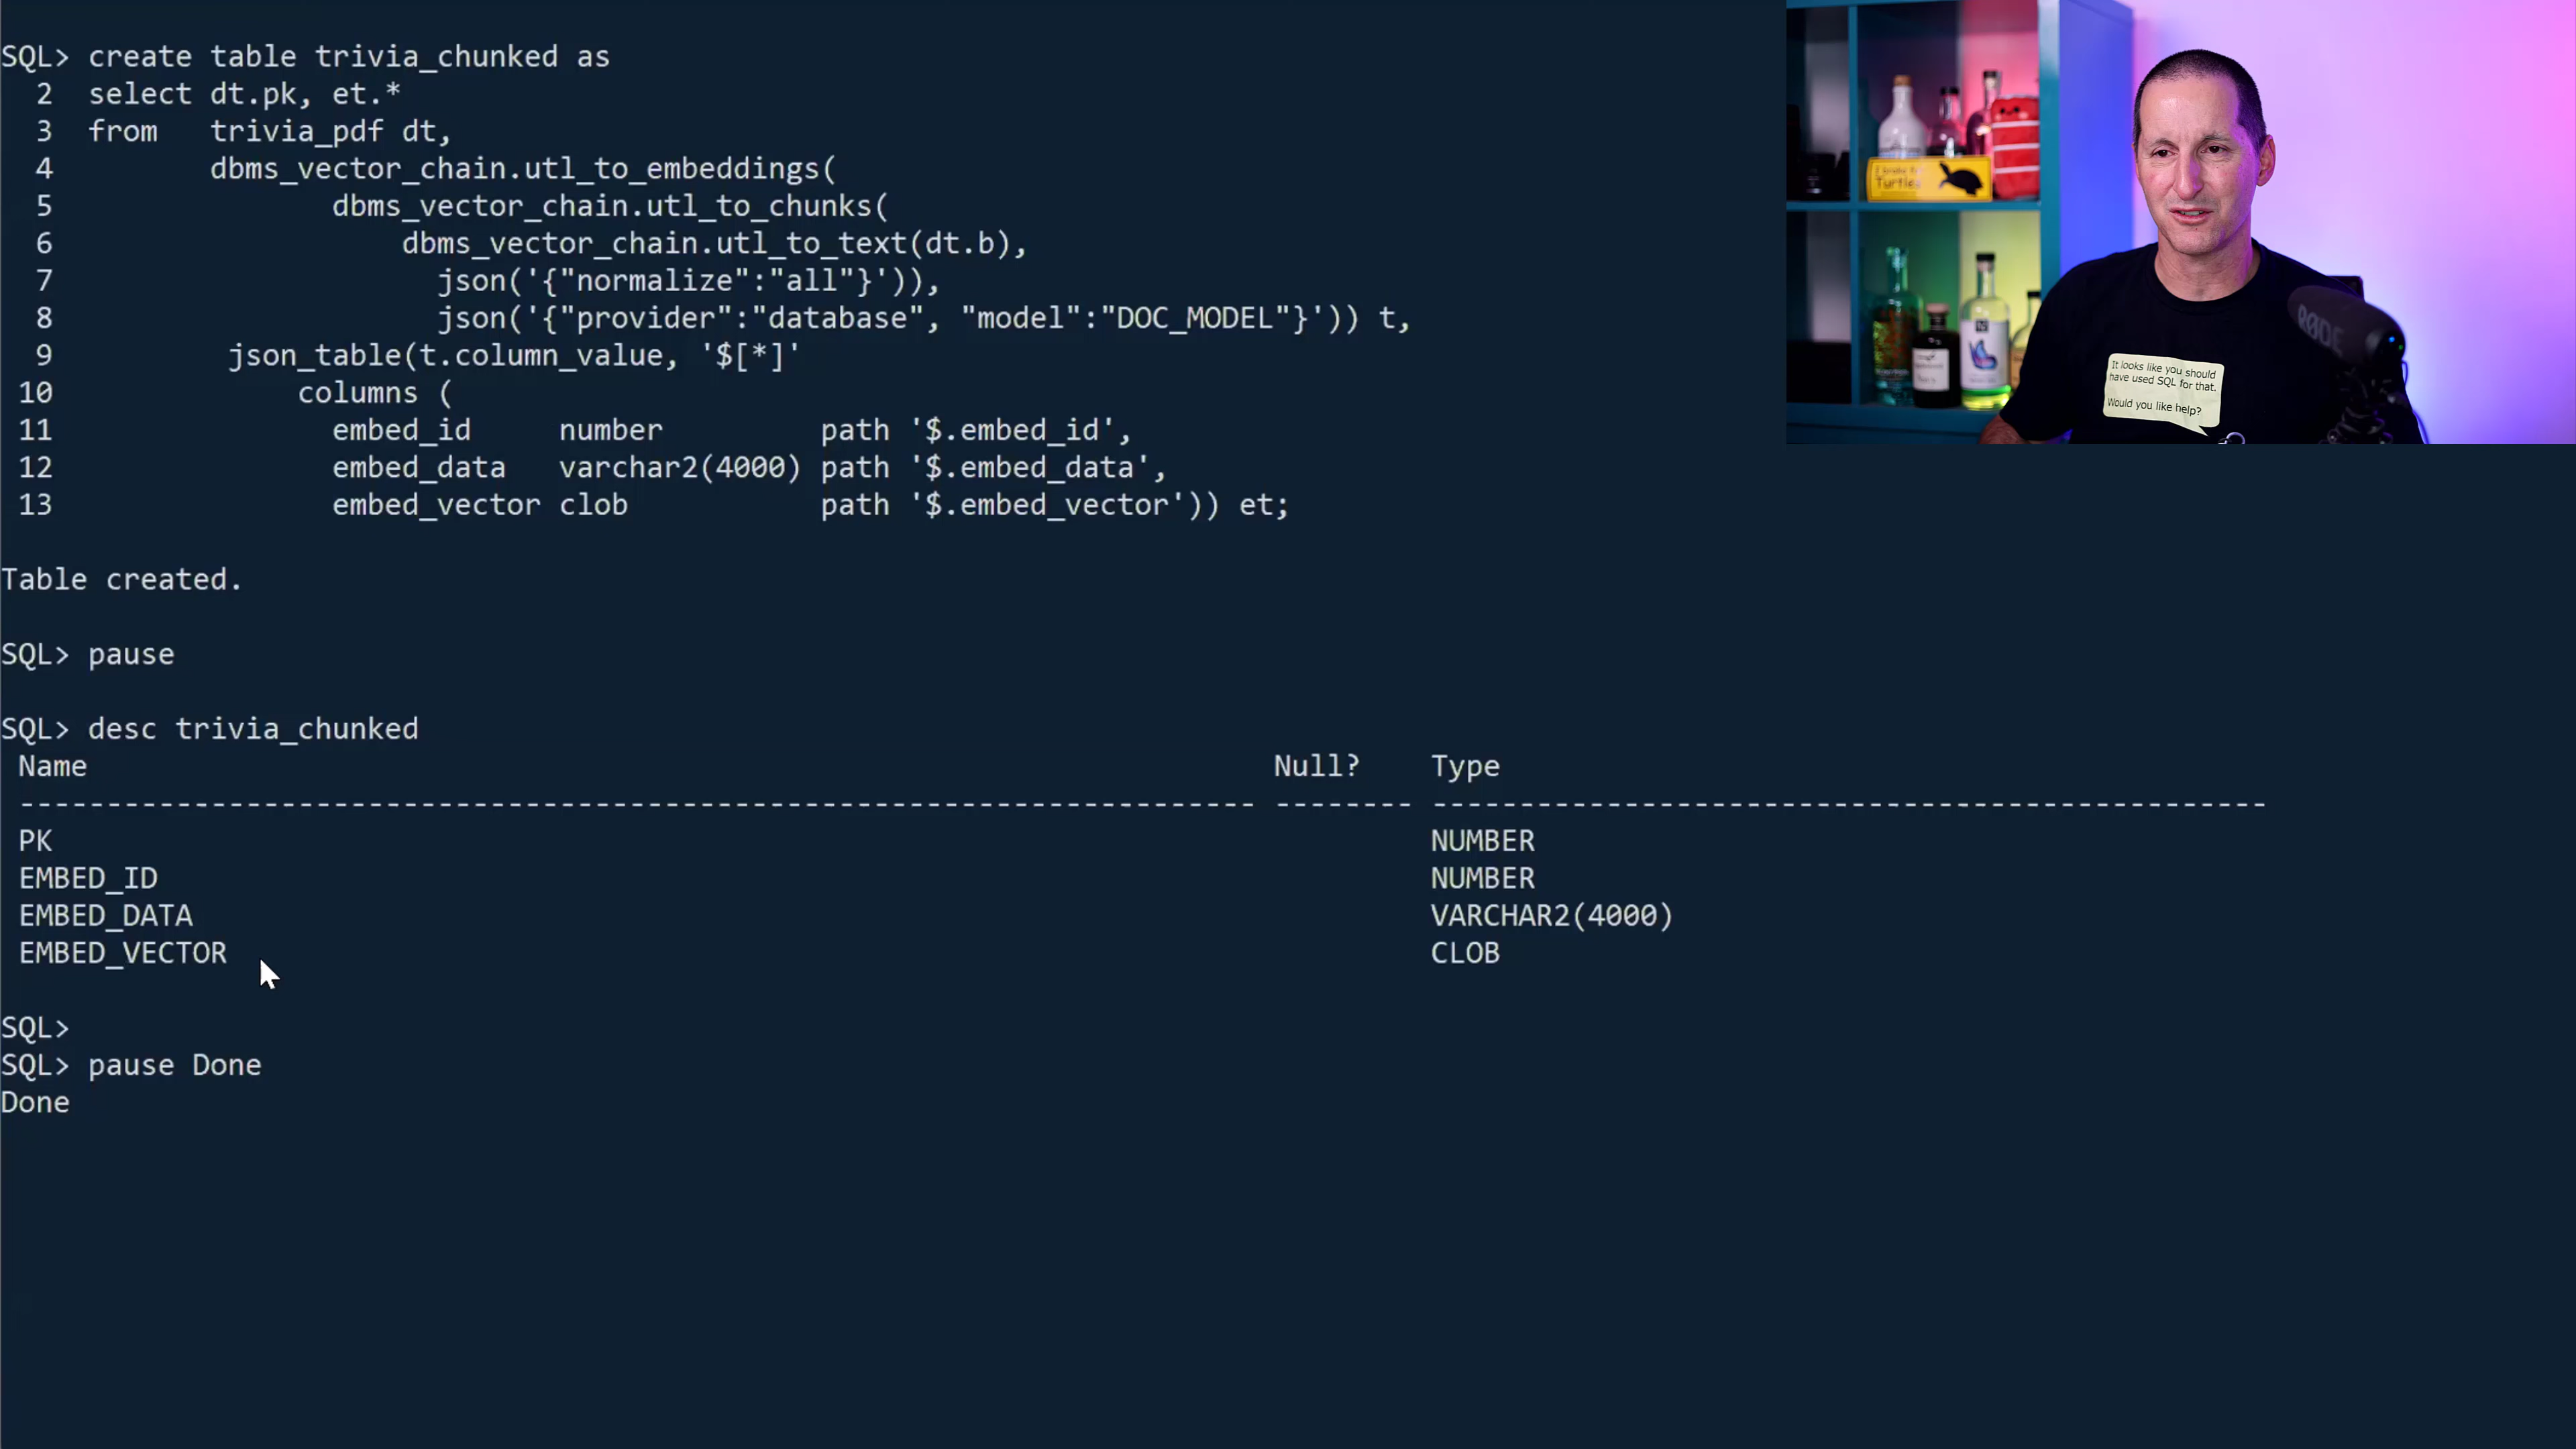 SQL> create table trivia_chunked as
2 select dt.pk, et.*
3 from trivia_pdf dt,
4 dbms_vector_chain.utl_to_embeddings(
5 dbms_vector_chain.utl_to_chunks(
6 dbms_vector_chain.utl_to_text(dt.b),
7 json('{"normalize":"all"}')),
8 json('{"provider":"database", "model":"DOC_MODEL"}')) t,
9 json_table(t.column_value, '$[*]'
10 columns (
11 embed_id number path '$.embed_id',
12 embed_data varchar2(4000) path '$.embed_data',
13 embed_vector clob path '$.embed_vector')) et;
Table created.
SQL> pause
SQL> desc trivia_chunked
Name Null? Type
----------------------------------------------------------------------- -------- ------------------------------------------------
PK NUMBER
EMBED_ID NUMBER
EMBED_DATA VARCHAR2(4000)
EMBED_VECTOR CLOB
SQL>
SQL> pause Done
Done
Turtles
RØDE
It looks like you should
have used SQL for that.
Would you like help?